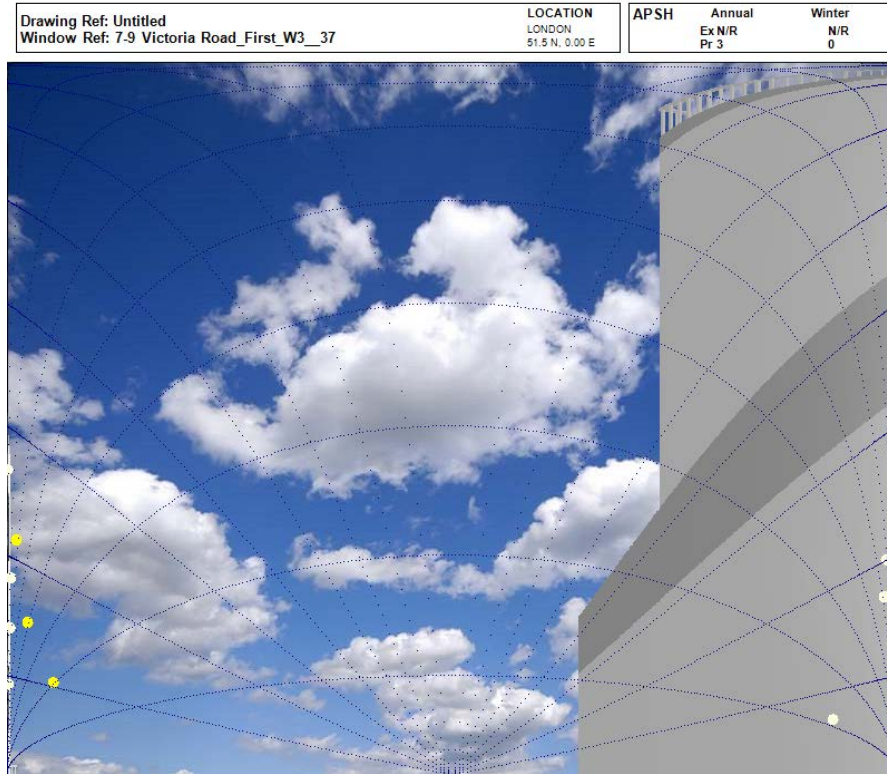 Drawing Ref: Untitled
Window Ref: 7-9 Victoria Road_First_W3__37
LOCATION
LONDON
51.5 N, 0.00 E
APSH Annual Winter
Ex N/R N/R
Pr 3 0